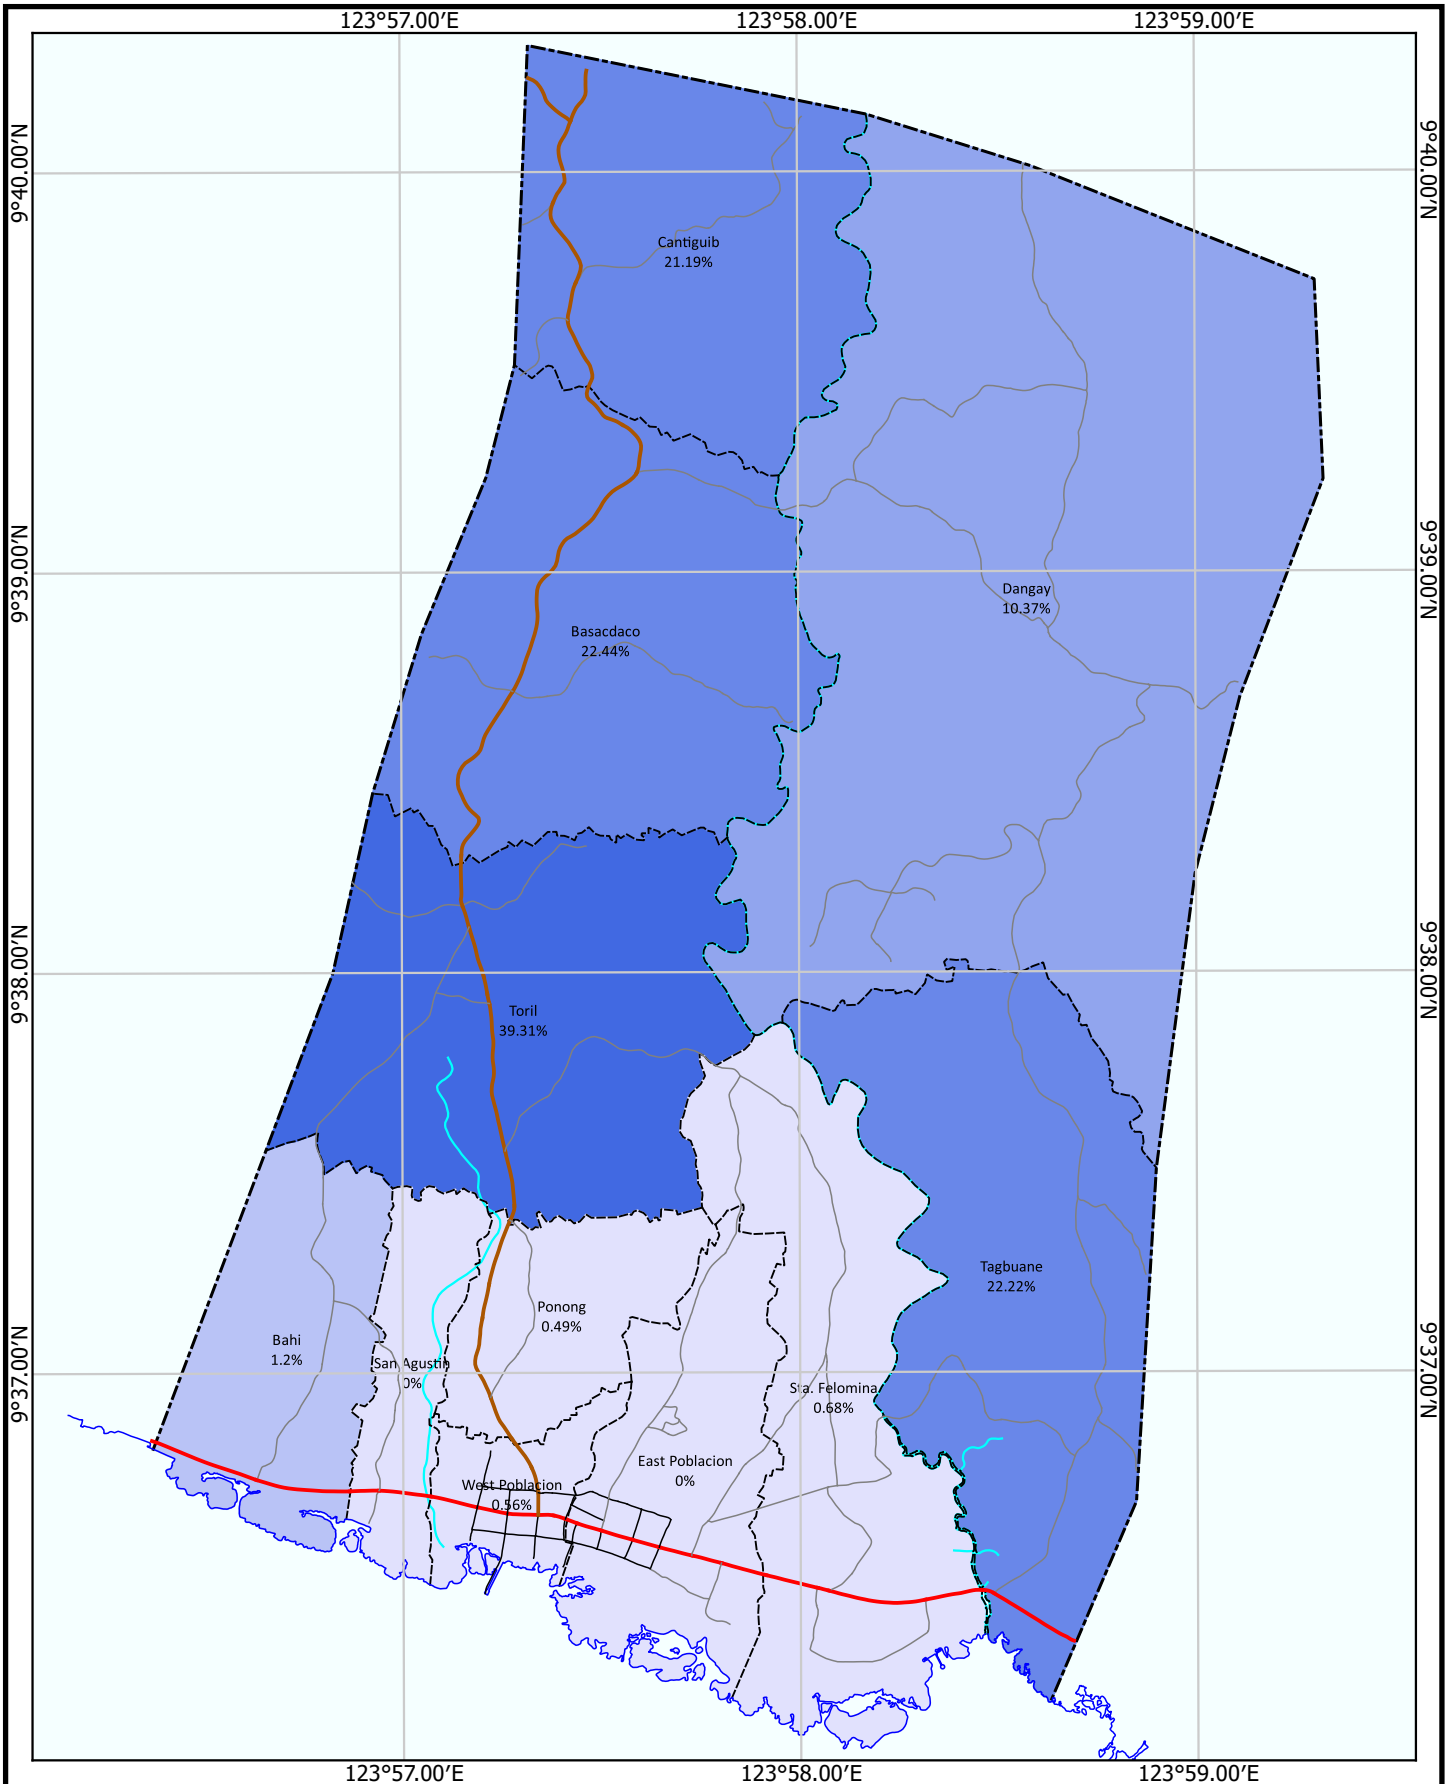 123°57.00′E
123°58.00′E
123°59.00′E
9°40.00′N
9°40.00′N
Cantiguib
21.19%
9°39.00′N
9°39.00′N
Dangay
10.37%
Basacdaco
22.44%
9°38.00′N
9°38.00′N
Toril
39.31%
Tagbuane
22.22%
Ponong
0.49%
Bahi
1.2%
9°37.00′N
9°37.00′N
San Agustin
0%
Sta. Felomina
0.68%
East Poblacion
0%
West Poblacion
0.56%
123°57.00′E
123°58.00′E
123°59.00′E